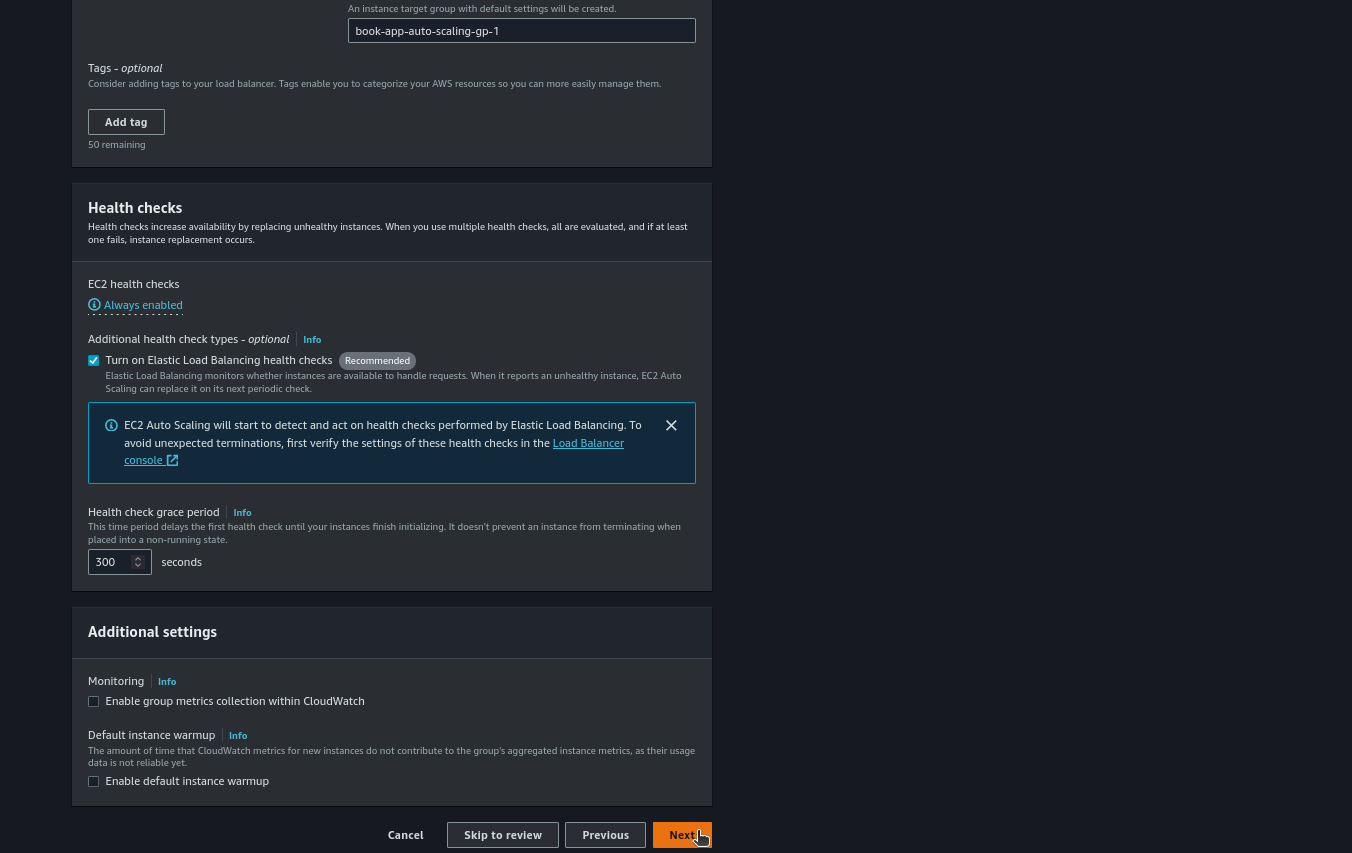 An instance target group with default settings will be created.
book-app-auto-scaling-gp-1
Tags - optional
Consider adding tags to your load balancer. Tags enable you to categorize your AWS resources so you can more easily manage them.
Add tag
50 remaining
Health checks
Health checks increase availability by replacing unhealthy instances. When you use multiple health checks, all are evaluated, and if at least
one fails, instance replacement occurs.
EC2 health checks
Always enabled
Additional health check types - optional Info
Turn on Elastic Load Balancing health checks Recommended
Elastic Load Balancing monitors whether instances are available to handle requests. When it reports an unhealthy instance, EC2 Auto
Scaling can replace it on its next periodic check.
EC2 Auto Scaling will start to detect and act on health checks performed by Elastic Load Balancing. To
avoid unexpected terminations, first verify the settings of these health checks in the Load Balancer
console
Health check grace period Info
This time period delays the first health check until your instances finish initializing. It doesn't prevent an instance from terminating when
placed into a non-running state.
300 seconds
Additional settings
Monitoring Info
Enable group metrics collection within CloudWatch
Default instance warmup Info
The amount of time that CloudWatch metrics for new instances do not contribute to the group's aggregated instance metrics, as their usage
data is not reliable yet.
Enable default instance warmup
Cancel Skip to review Previous Next